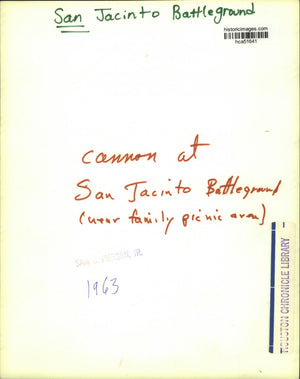 San Jacinto Battleground
historicimages.com
hca51641
cannon at
San Jacinto Battleground
(near family picnic area)
SAM C. PIERSON, JR.
1963
HOUSTON CHRONICLE LIBRARY